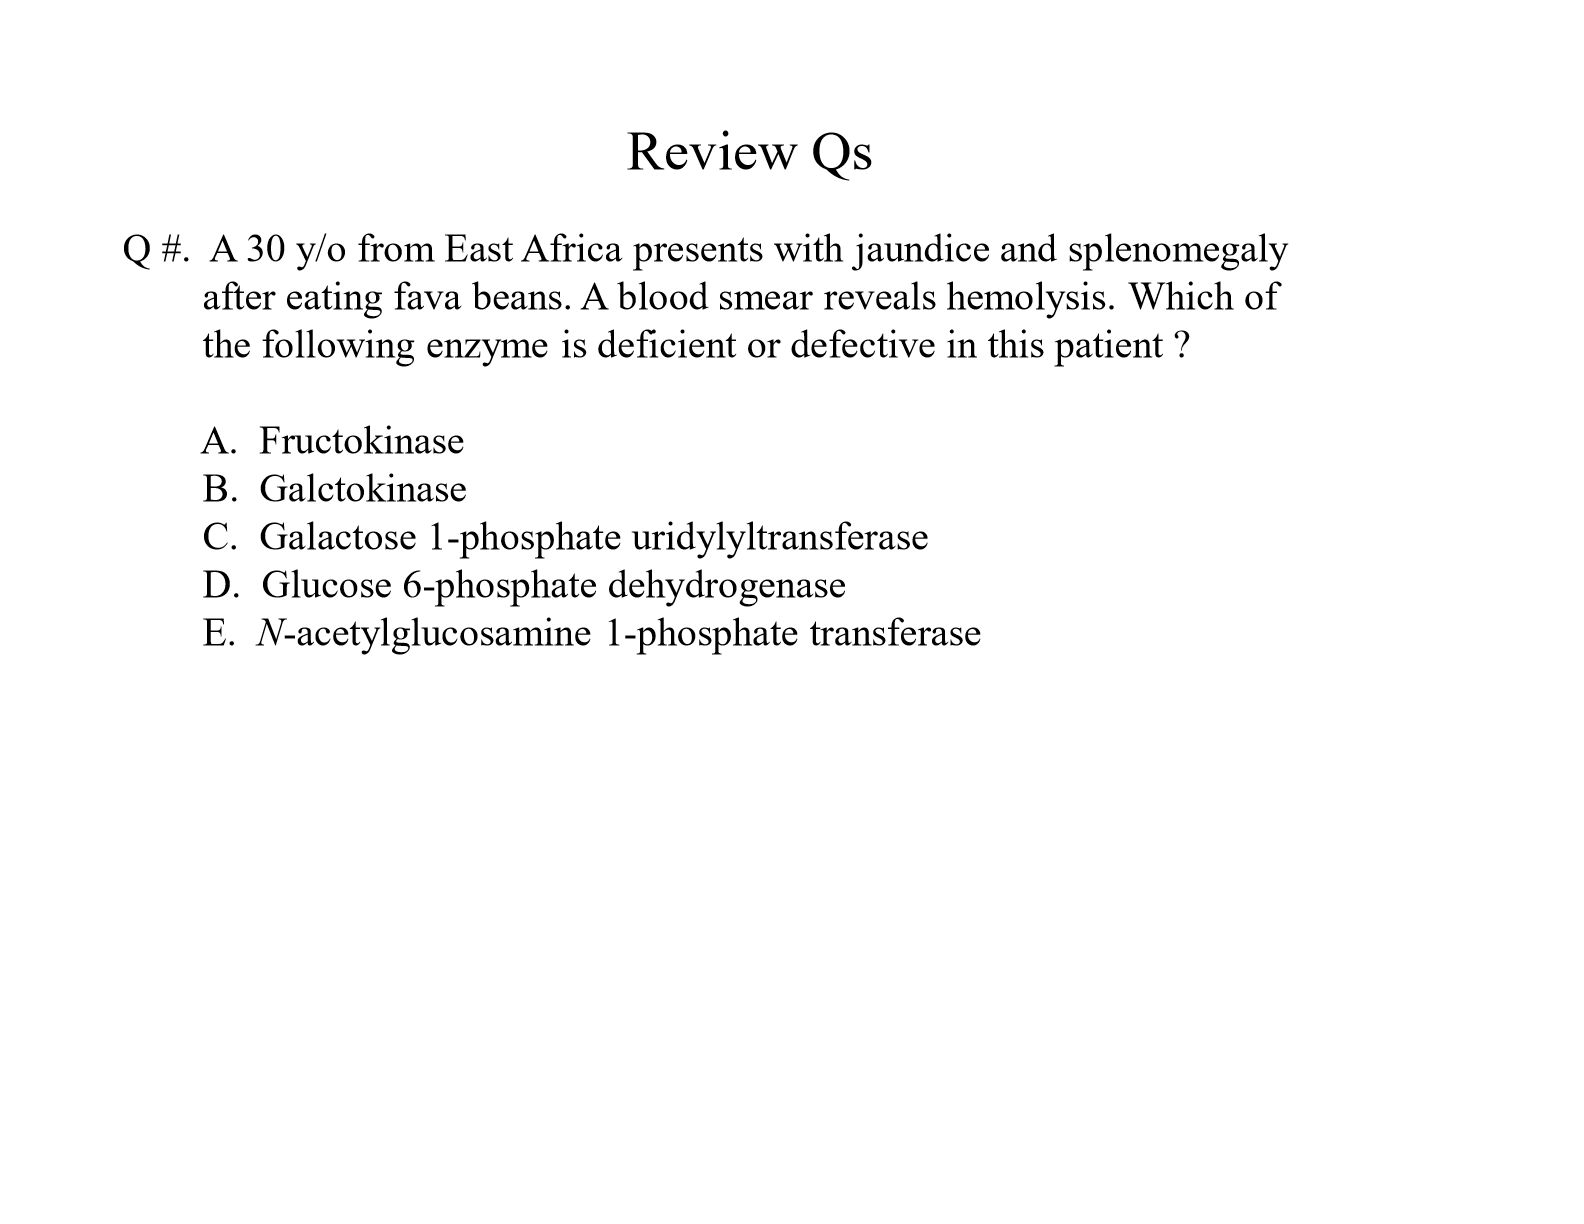 Review Qs
Q #. A 30 y/o from East Africa presents with jaundice and splenomegaly
after eating fava beans. A blood smear reveals hemolysis. Which of
the following enzyme is deficient or defective in this patient ?
A. Fructokinase
B. Galctokinase
C. Galactose 1-phosphate uridylyltransferase
D. Glucose 6-phosphate dehydrogenase
E. N-acetylglucosamine 1-phosphate transferase